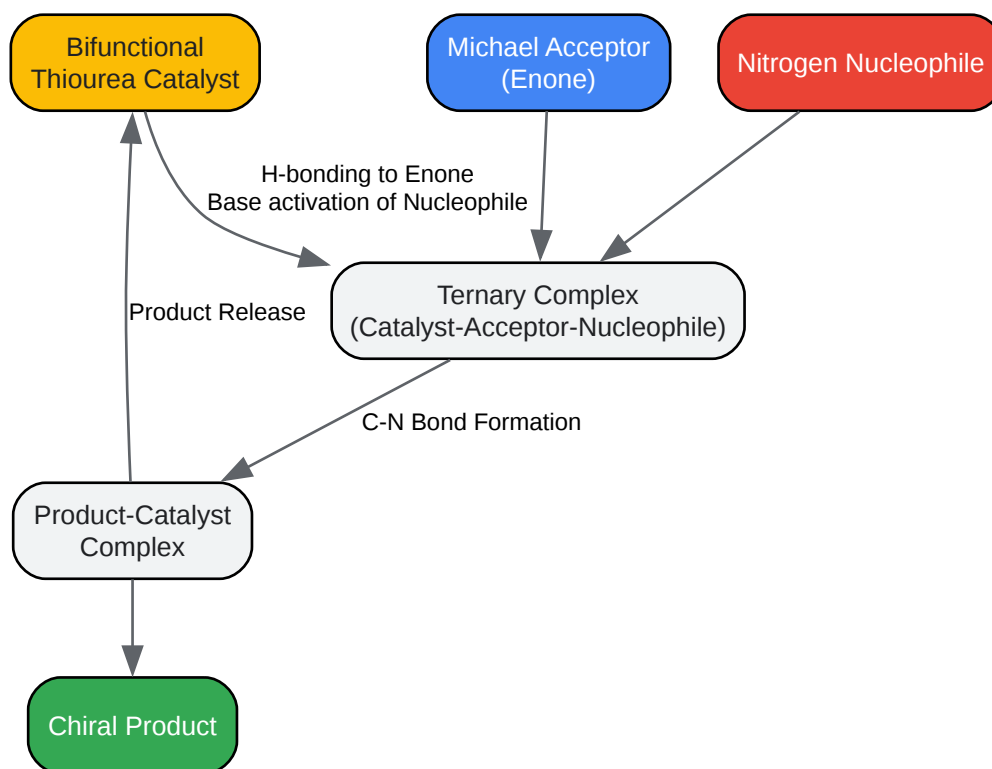 Bifunctional
Thiourea Catalyst
Michael Acceptor
(Enone)
Nitrogen Nucleophile
H-bonding to Enone
Base activation of Nucleophile
Ternary Complex
(Catalyst-Acceptor-Nucleophile)
Product Release
C-N Bond Formation
Product-Catalyst
Complex
Chiral Product